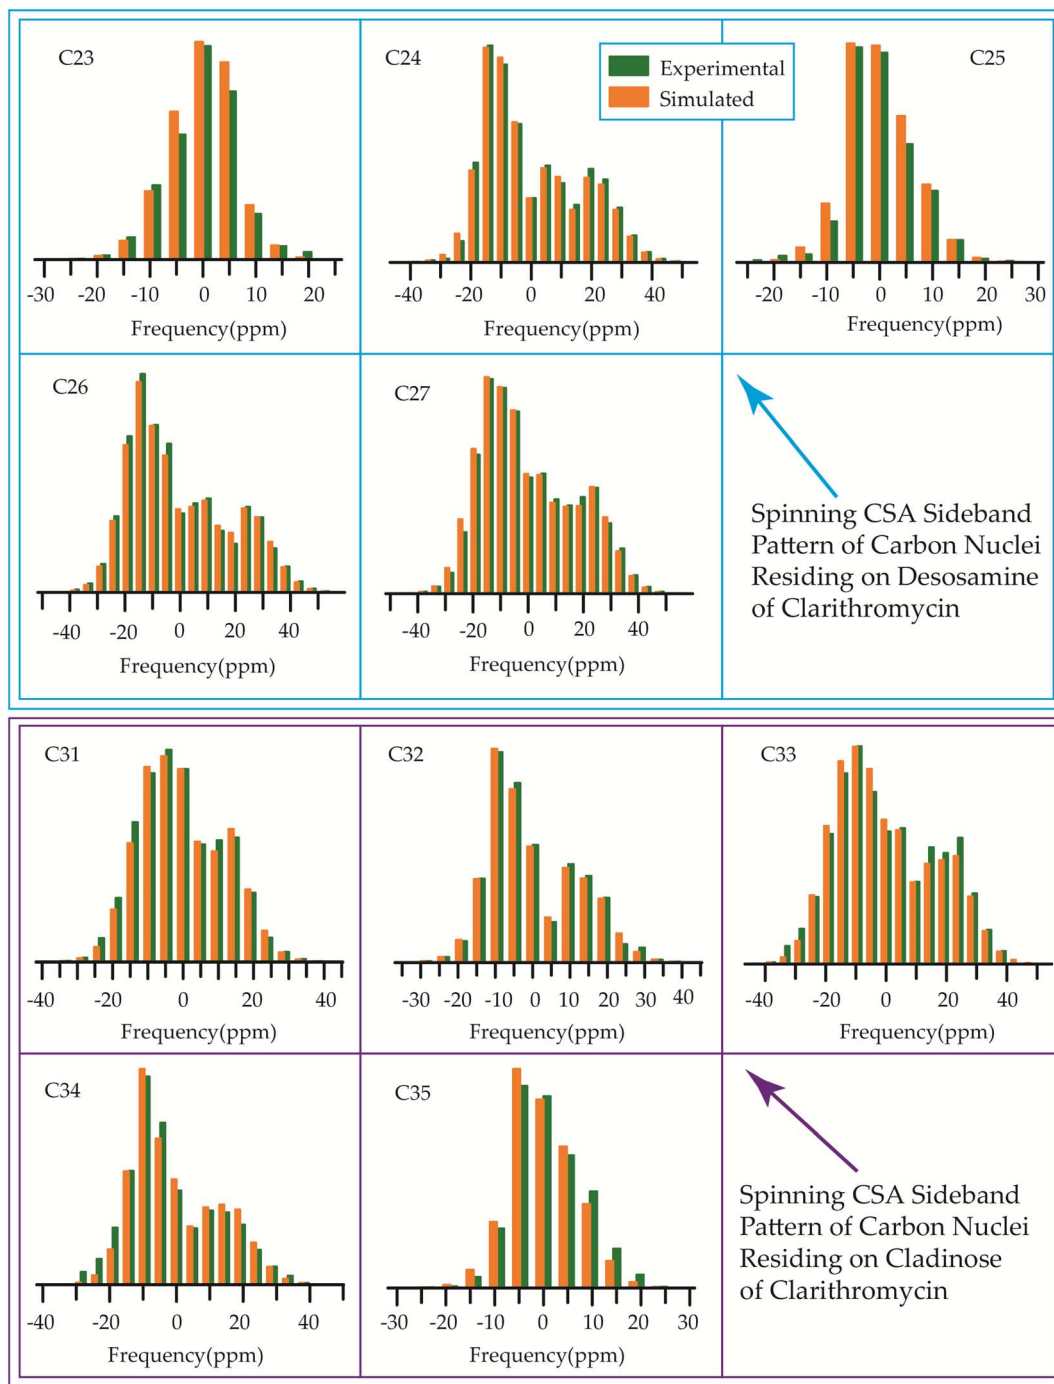 C23
-30 -20 -10 0 10 20
Frequency(ppm)
C24
-40 -20 0 20 40
Frequency(ppm)
Experimental
Simulated
C25
-20 -10 0 10 20 30
Frequency(ppm)
C26
-40 -20 0 20 40
Frequency(ppm)
C27
-40 -20 0 20 40
Frequency(ppm)
Spinning CSA Sideband
Pattern of Carbon Nuclei
Residing on Desosamine
of Clarithromycin
C31
-40 -20 0 20 40
Frequency(ppm)
C32
-30 -20 -10 0 10 20 30 40
Frequency(ppm)
C33
-40 -20 0 20 40
Frequency(ppm)
C34
-40 -20 0 20 40
Frequency(ppm)
C35
-30 -20 -10 0 10 20 30
Frequency(ppm)
Spinning CSA Sideband
Pattern of Carbon Nuclei
Residing on Cladinose
of Clarithromycin